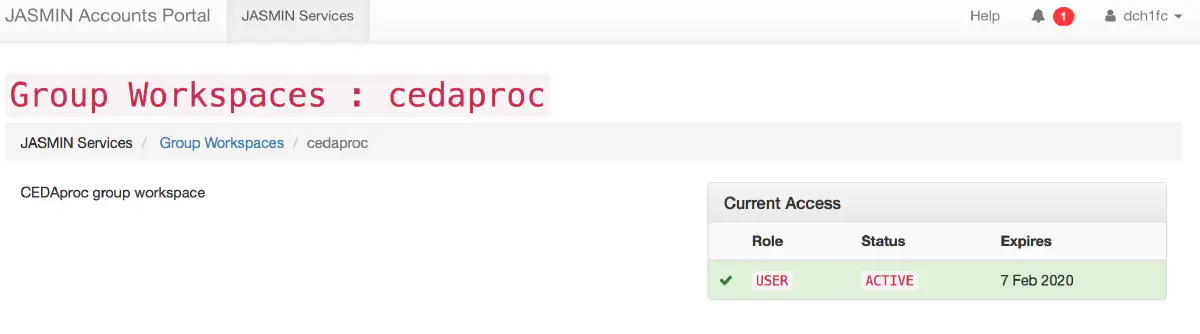 JASMIN Accounts Portal JASMIN Services Help 1 dch1fc
Group Workspaces : cedaproc
JASMIN Services / Group Workspaces / cedaproc
CEDAproc group workspace
Current Access
Role Status Expires
USER ACTIVE 7 Feb 2020